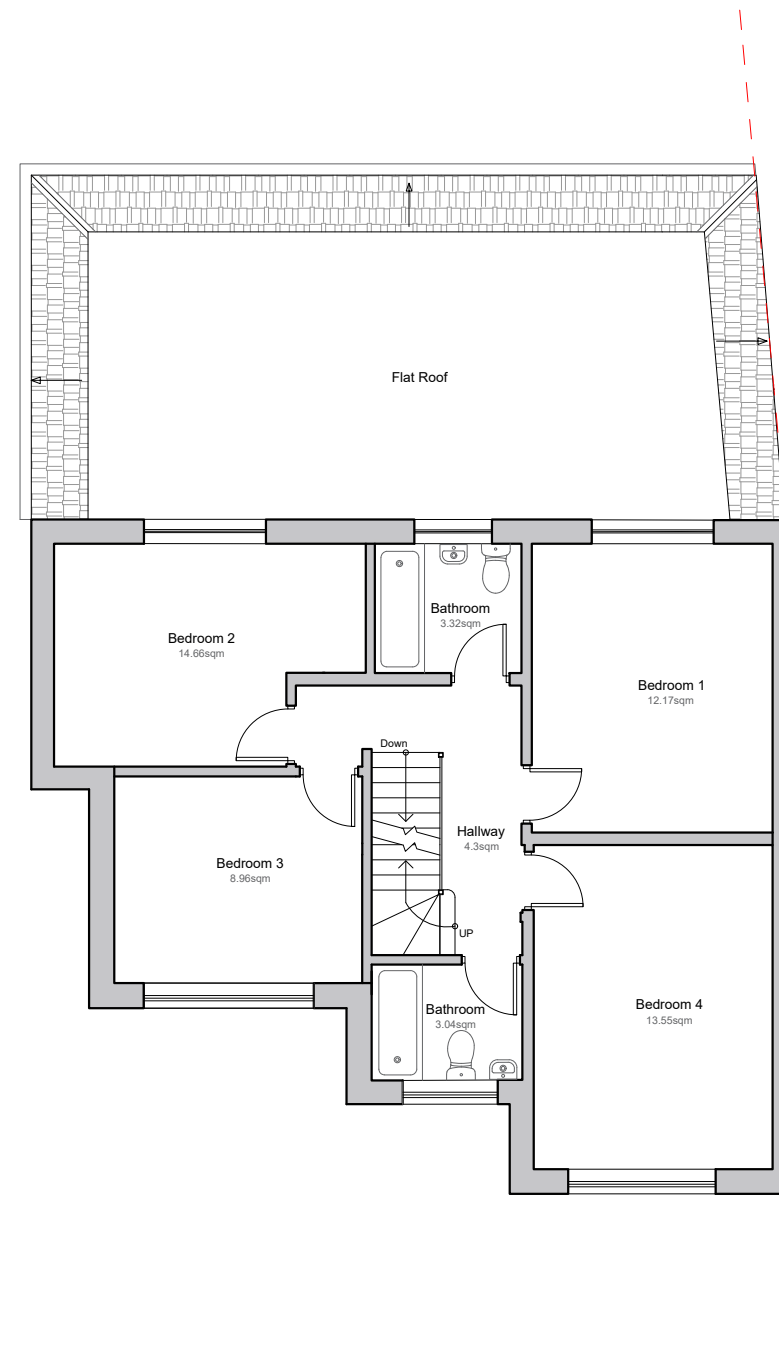 Flat Roof
Bathroom
3.32sqm
Bedroom 2
14.66sqm
Bedroom 1
12.17sqm
Down
Hallway
4.3sqm
Bedroom 3
8.96sqm
UP
Bedroom 4
13.55sqm
Bathroom
3.04sqm